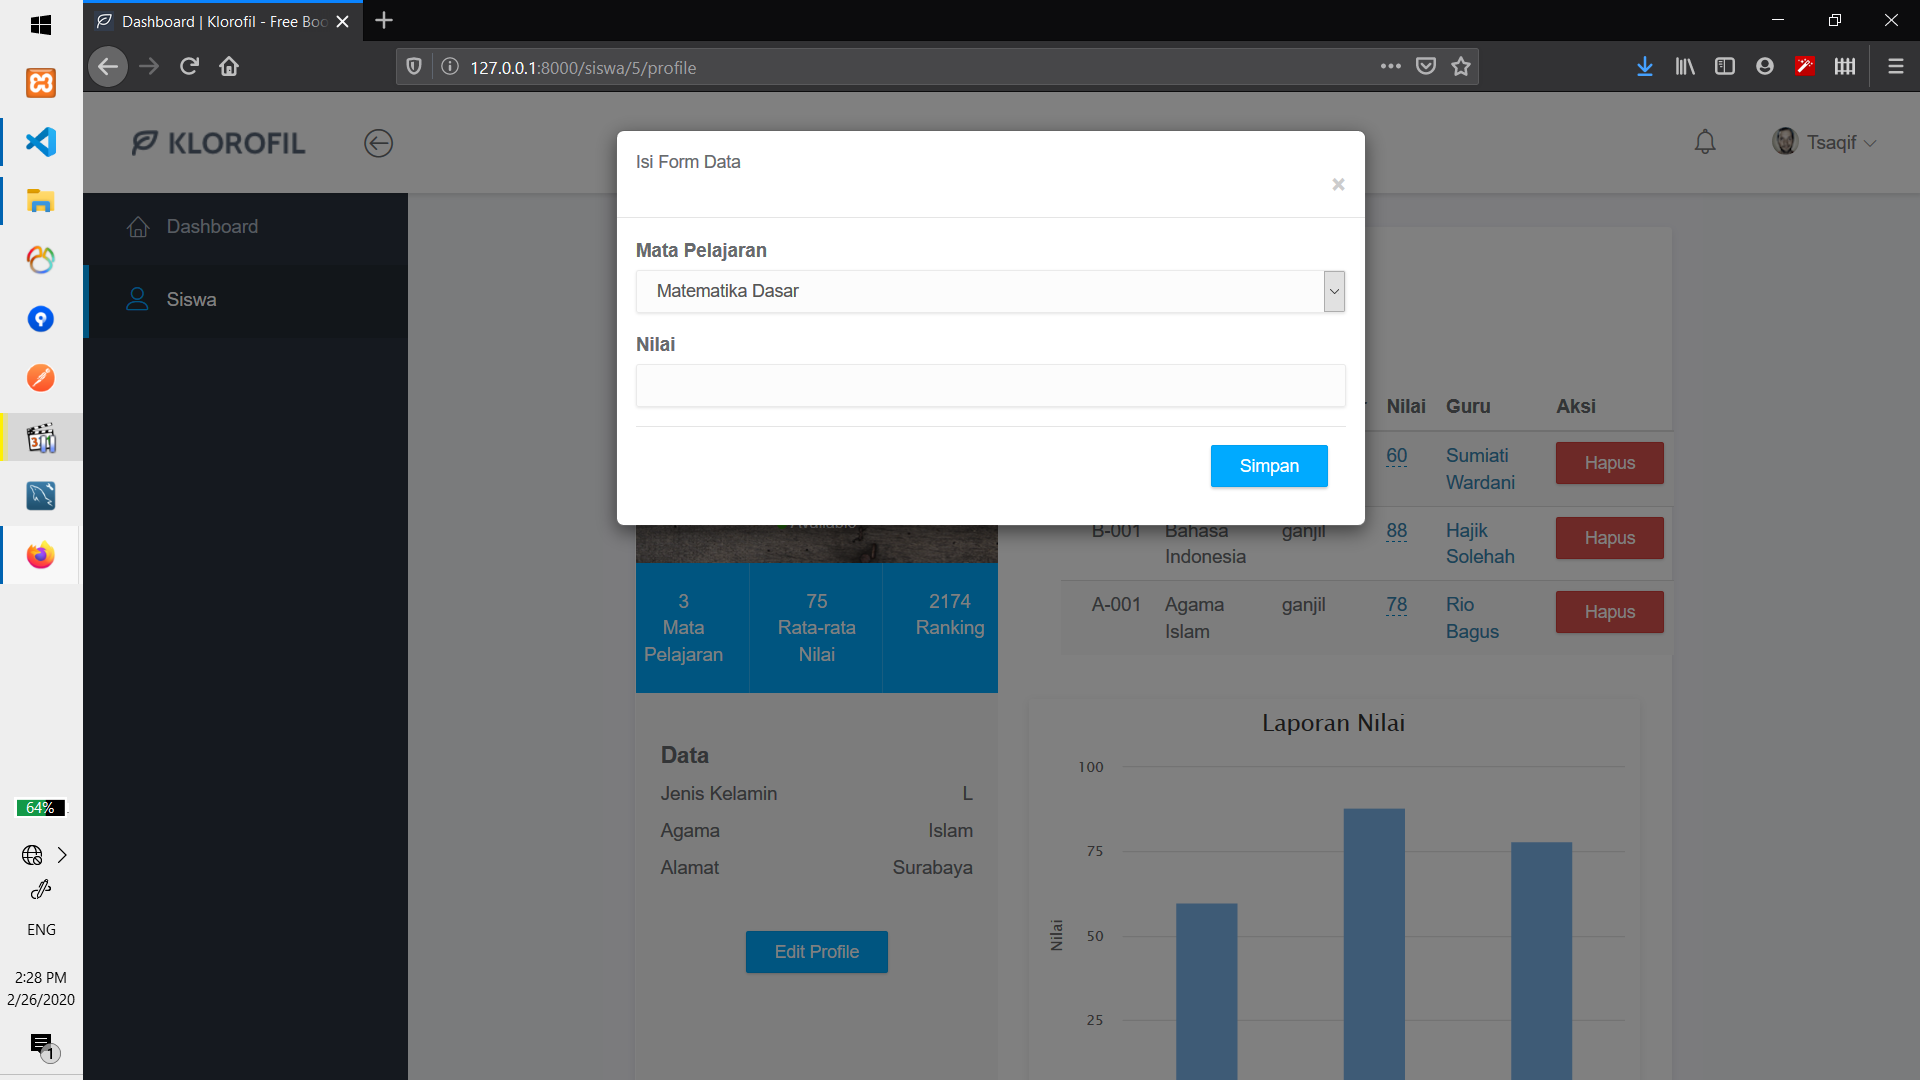 Dashboard | Klorofil - Free Boo
127.0.0.1:8000/siswa/5/profile
KLOROFIL
Tsaqif
Dashboard
Siswa
Isi Form Data
×
Mata Pelajaran
Matematika Dasar
Nilai
Simpan
Nilai Guru Aksi
60 Sumiati Wardani Hapus
B-001 Bahasa Indonesia ganjil 88 Hajik Solehah Hapus
A-001 Agama Islam ganjil 78 Rio Bagus Hapus
Available
3
Mata
Pelajaran
75
Rata-rata
Nilai
2174
Ranking
Data
Jenis Kelamin L
Agama Islam
Alamat Surabaya
Edit Profile
Laporan Nilai
Nilai
100
75
50
25
64%
ENG
2:28 PM
2/26/2020
1